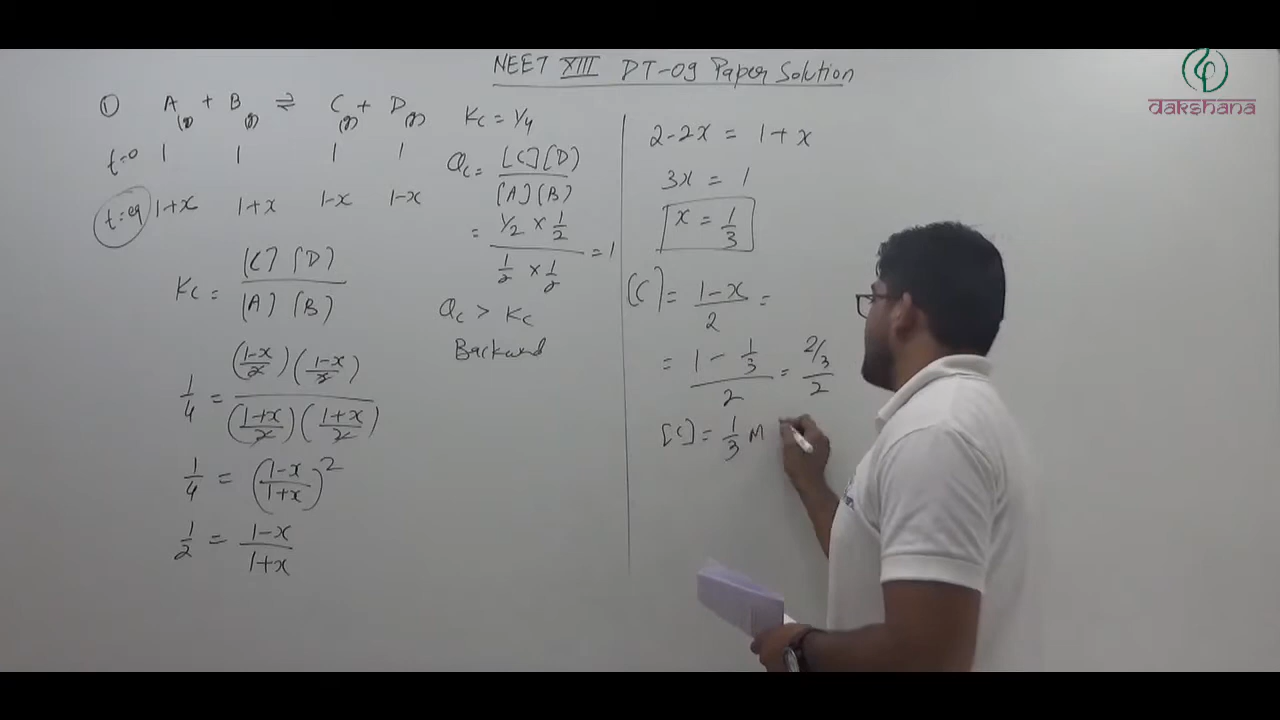 NEET XIII DT-09 Paper Solution
dakshana
① A(g) + B(g) ⇌ C(g) + D(g)
t=0 1 1 1 1
t=eq 1+x 1+x 1-x 1-x
Kc = [C] [D] / [A] [B]
1/4 = ((1-x)/2) ((1-x)/2) / ((1+x)/2) ((1+x)/2)
1/4 = ((1-x)/(1+x))²
1/2 = (1-x)/(1+x)
Kc = 1/4
Qc = [C] [D] / [A] [B]
= 1/2 × 1/2 / 1/2 × 1/2 = 1
Qc > Kc
Backward
2-2x = 1+x
3x = 1
x = 1/3
[C] = (1-x)/2 =
= (1 - 1/3)/2 = (2/3)/2
[C] = 1/3 M